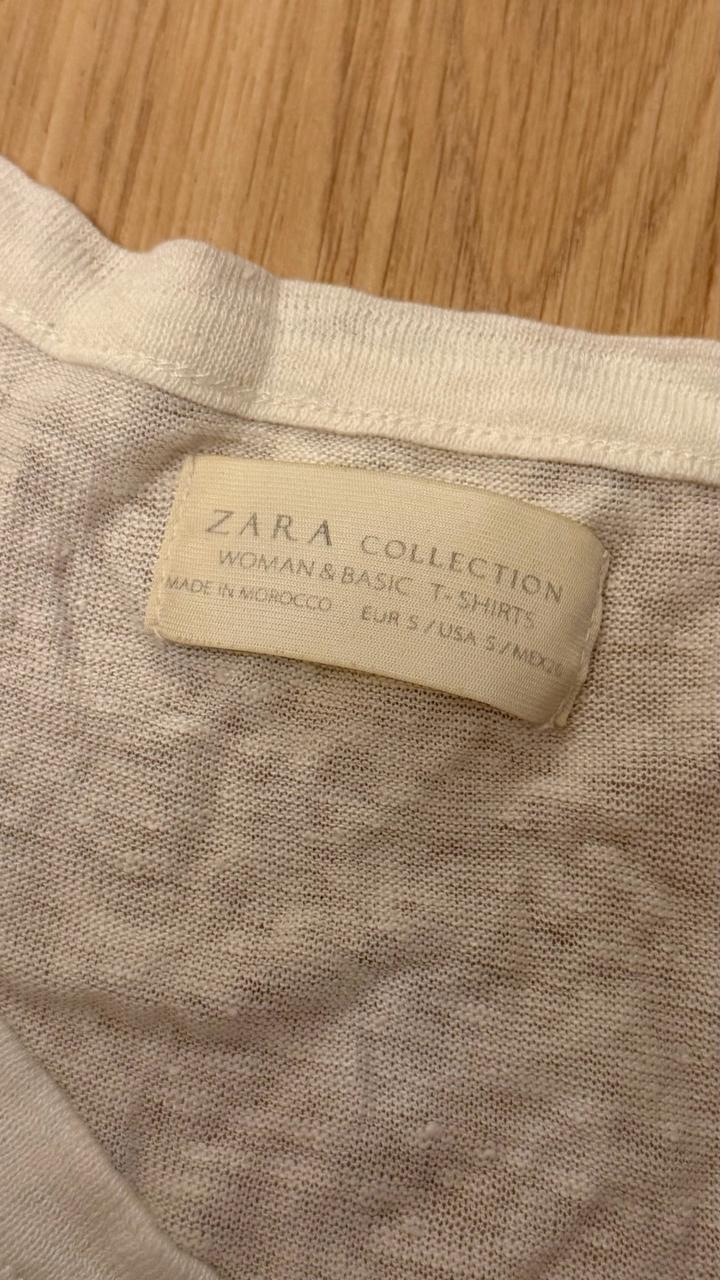 ZARA COLLECTION
WOMAN & BASIC T-SHIRTS
MADE IN MOROCCO EUR S / USA S / MEX 26